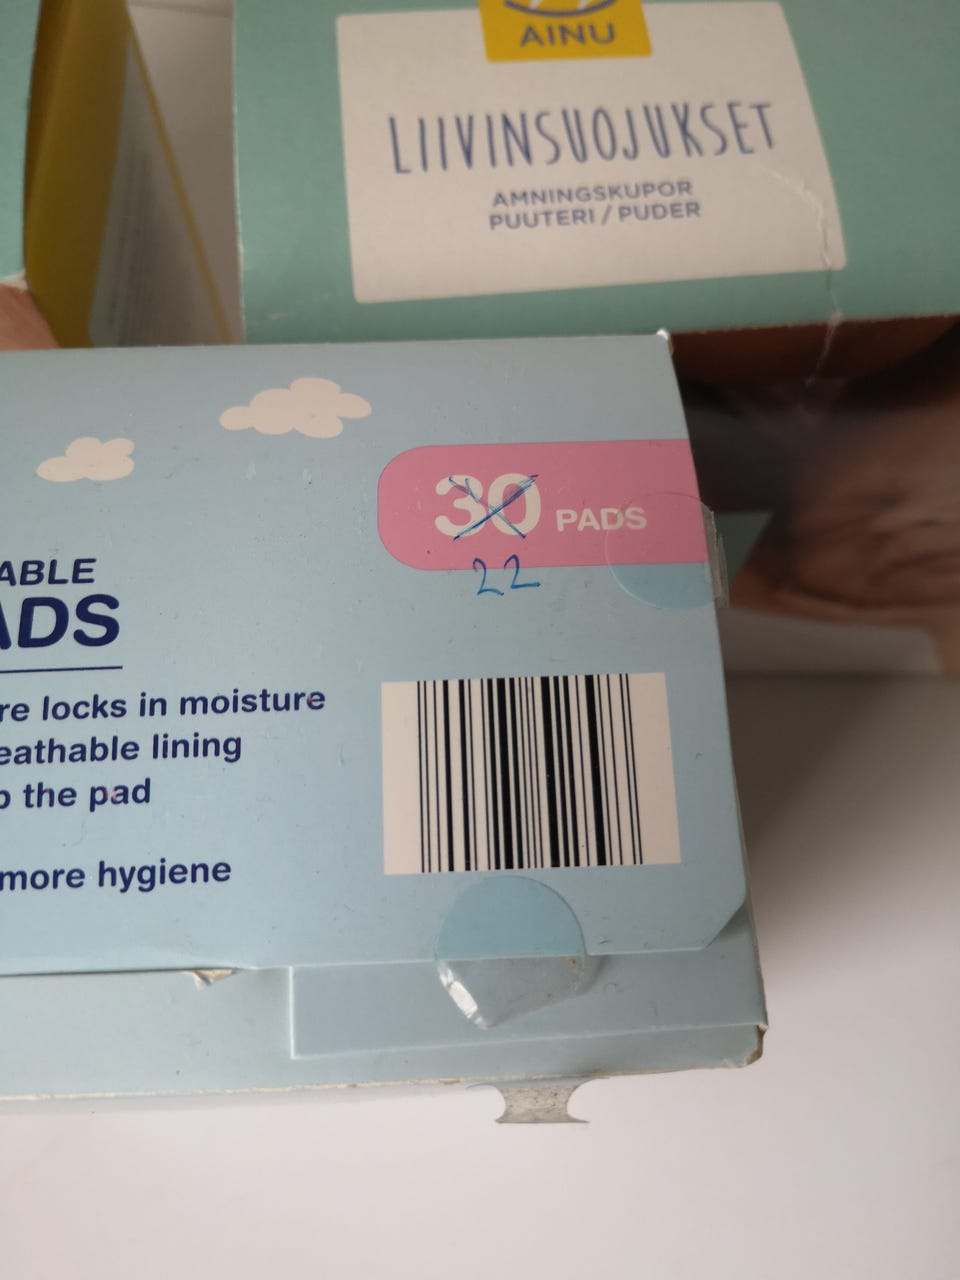 AINU
LIIVINSUOJUKSET
AMNINGSKUPOR
PUUTERI / PUDER
30 PADS
22
ABLE
ADS
re locks in moisture
eathable lining
the pad
more hygiene